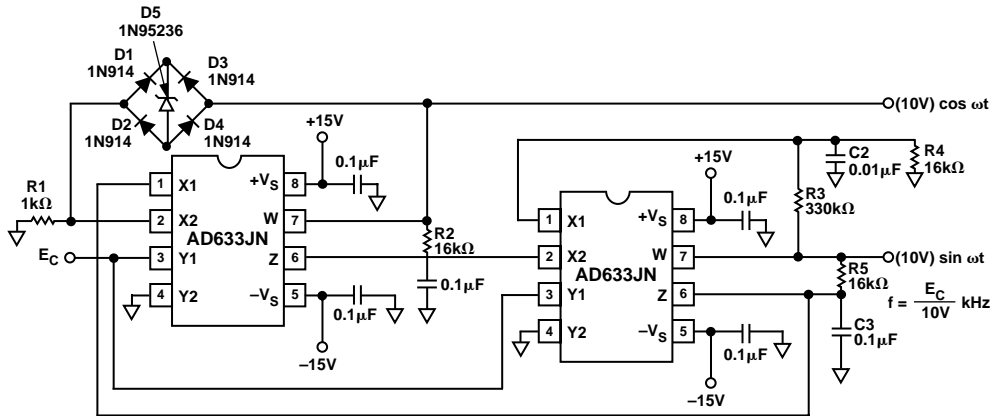 D5
1N95236
D1
1N914
D3
1N914
D2
1N914
D4
1N914
(10V) cos ωt
+15V
0.1µF
R1
1kΩ
EC
1 X1
2 X2
3 Y1
4 Y2
+VS 8
W 7
Z 6
–VS 5
AD633JN
R2
16kΩ
0.1µF
0.1µF
–15V
+15V
0.1µF
C2
0.01µF
R4
16kΩ
R3
330kΩ
1 X1
2 X2
3 Y1
4 Y2
+VS 8
W 7
Z 6
–VS 5
AD633JN
(10V) sin ωt
R5
16kΩ
f = EC / 10V kHz
C3
0.1µF
0.1µF
–15V